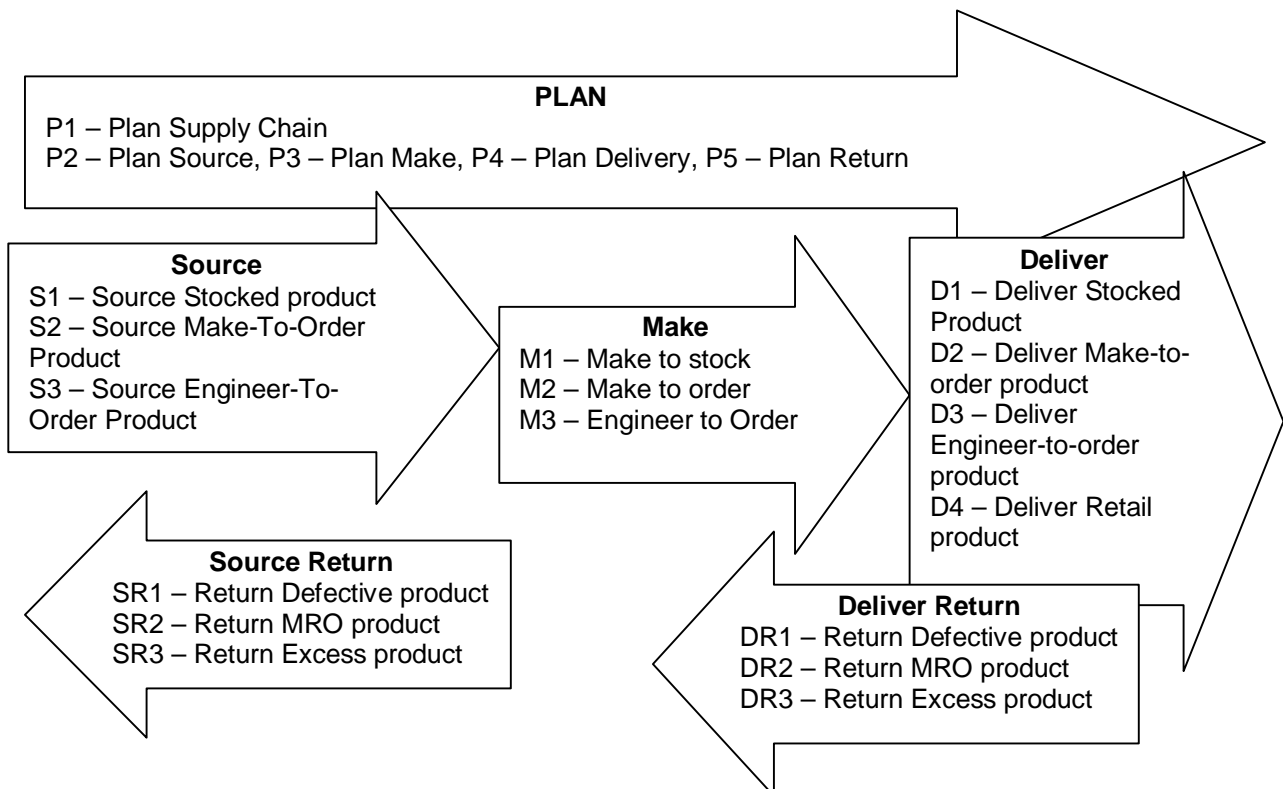 PLAN
P1 – Plan Supply Chain
P2 – Plan Source, P3 – Plan Make, P4 – Plan Delivery, P5 – Plan Return
Source
S1 – Source Stocked product
S2 – Source Make-To-Order
Product
S3 – Source Engineer-To-
Order Product
Make
M1 – Make to stock
M2 – Make to order
M3 – Engineer to Order
Deliver
D1 – Deliver Stocked
Product
D2 – Deliver Make-to-
order product
D3 – Deliver
Engineer-to-order
product
D4 – Deliver Retail
product
Source Return
SR1 – Return Defective product
SR2 – Return MRO product
SR3 – Return Excess product
Deliver Return
DR1 – Return Defective product
DR2 – Return MRO product
DR3 – Return Excess product